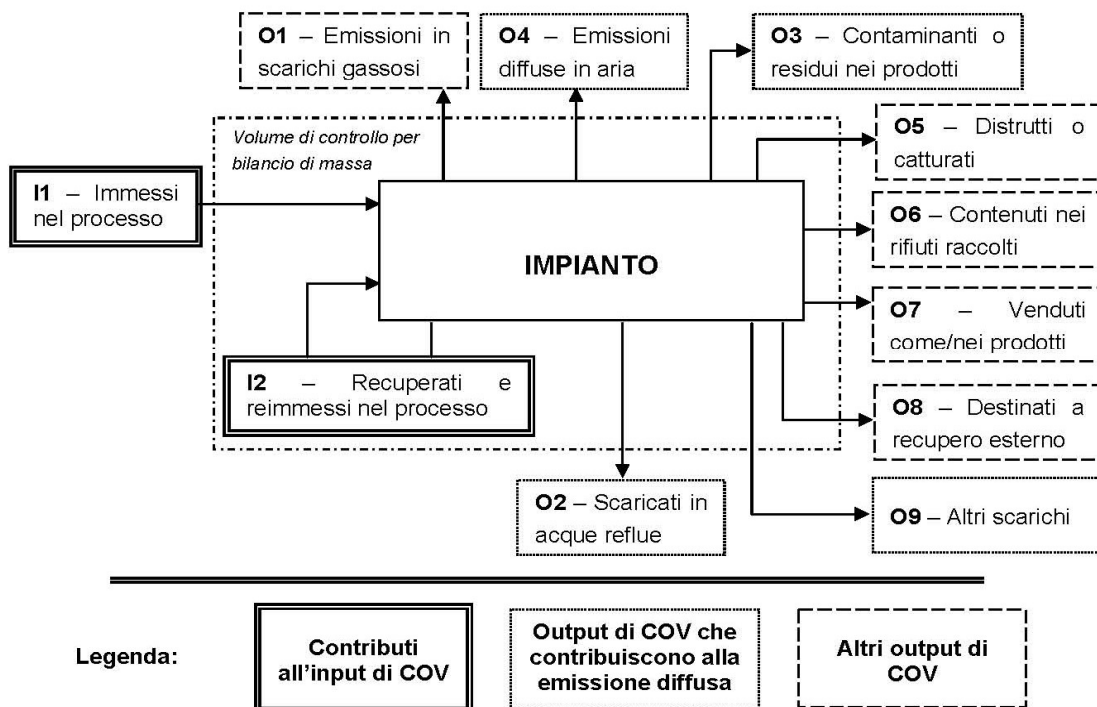 O1 – Emissioni in
scarichi gassosi
O4 – Emissioni
diffuse in aria
O3 – Contaminanti o
residui nei prodotti
Volume di controllo per
bilancio di massa
O5 – Distrutti o
catturati
I1 – Immessi
nel processo
O6 – Contenuti nei
rifiuti raccolti
IMPIANTO
O7 – Venduti
come/nei prodotti
I2 – Recuperati e
reimmessi nel processo
O8 – Destinati a
recupero esterno
O2 – Scaricati in
acque reflue
O9 – Altri scarichi
Legenda:
Contributi
all'input di COV
Output di COV che
contribuiscono alla
emissione diffusa
Altri output di
COV